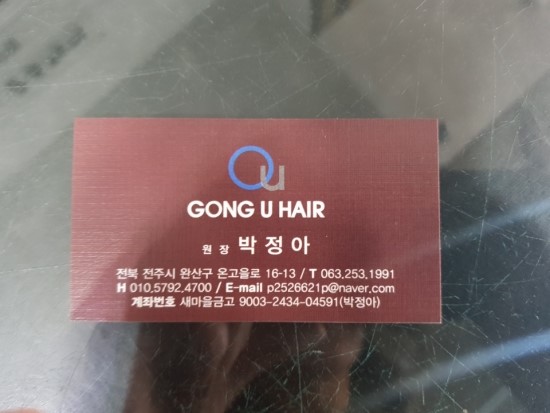 Ou
GONG U HAIR
원장 박정아
전북 전주시 완산구 온고을로 16-13 / T 063.253.1991
H 010.5792.4700 / E-mail p2526621p@naver.com
계좌번호 새마을금고 9003-2434-04591(박정아)